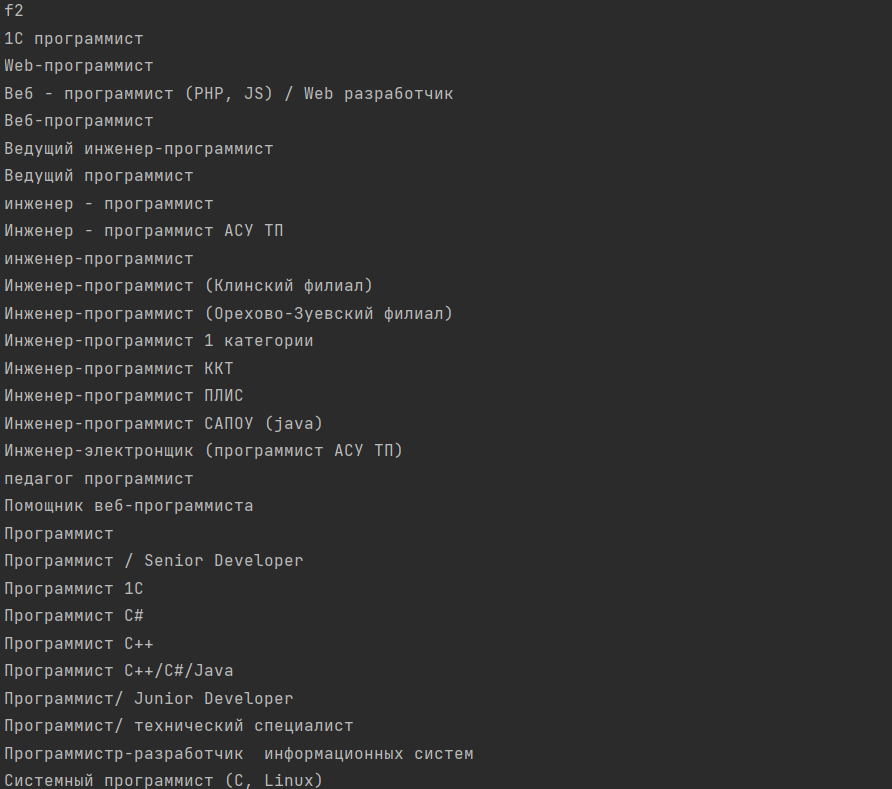 f2
1C программист
Web-программист
Веб - программист (PHP, JS) / Web разработчик
Веб-программист
Ведущий инженер-программист
Ведущий программист
инженер - программист
Инженер - программист АСУ ТП
инженер-программист
Инженер-программист (Клинский филиал)
Инженер-программист (Орехово-Зуевский филиал)
Инженер-программист 1 категории
Инженер-программист ККТ
Инженер-программист ПЛИС
Инженер-программист САПОУ (java)
Инженер-электронщик (программист АСУ ТП)
педагог программист
Помощник веб-программиста
Программист
Программист / Senior Developer
Программист 1C
Программист C#
Программист C++
Программист C++/C#/Java
Программист/ Junior Developer
Программист/ технический специалист
Программистр-разработчик  информационных систем
Системный программист (C, Linux)